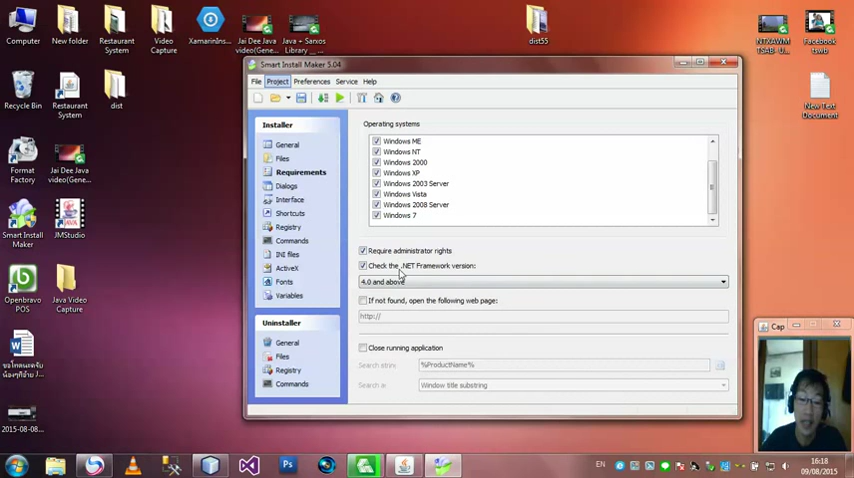 Computer
New folder
Restaurant
System
Video
Capture
Jai Dee Java
video(Gene...
Java + Sanxos
Library __ ...
dist55
Facebook
Recycle Bin
Restaurant
System
dist
New Text
Document
Format
Factory
Jai Dee Java
video(Gene...
Smart Install
Maker
JMStudio
Openbravo
POS
Java Video
Capture
2015-08-08...
Smart Install Maker 5.04
File Project Preferences Service Help
Installer
General
Files
Requirements
Dialogs
Interface
Shortcuts
Registry
Commands
INI files
ActiveX
Fonts
Variables
Uninstaller
General
Files
Registry
Commands
Operating systems
Windows ME
Windows NT
Windows 2000
Windows XP
Windows 2003 Server
Windows Vista
Windows 2008 Server
Windows 7
Require administrator rights
Check the .NET Framework version:
4.0 and above
If not found, open the following web page:
http://
Close running application
Search string
%ProductName%
Search in
Window title substring
Cap
EN
16:18
09/08/2015